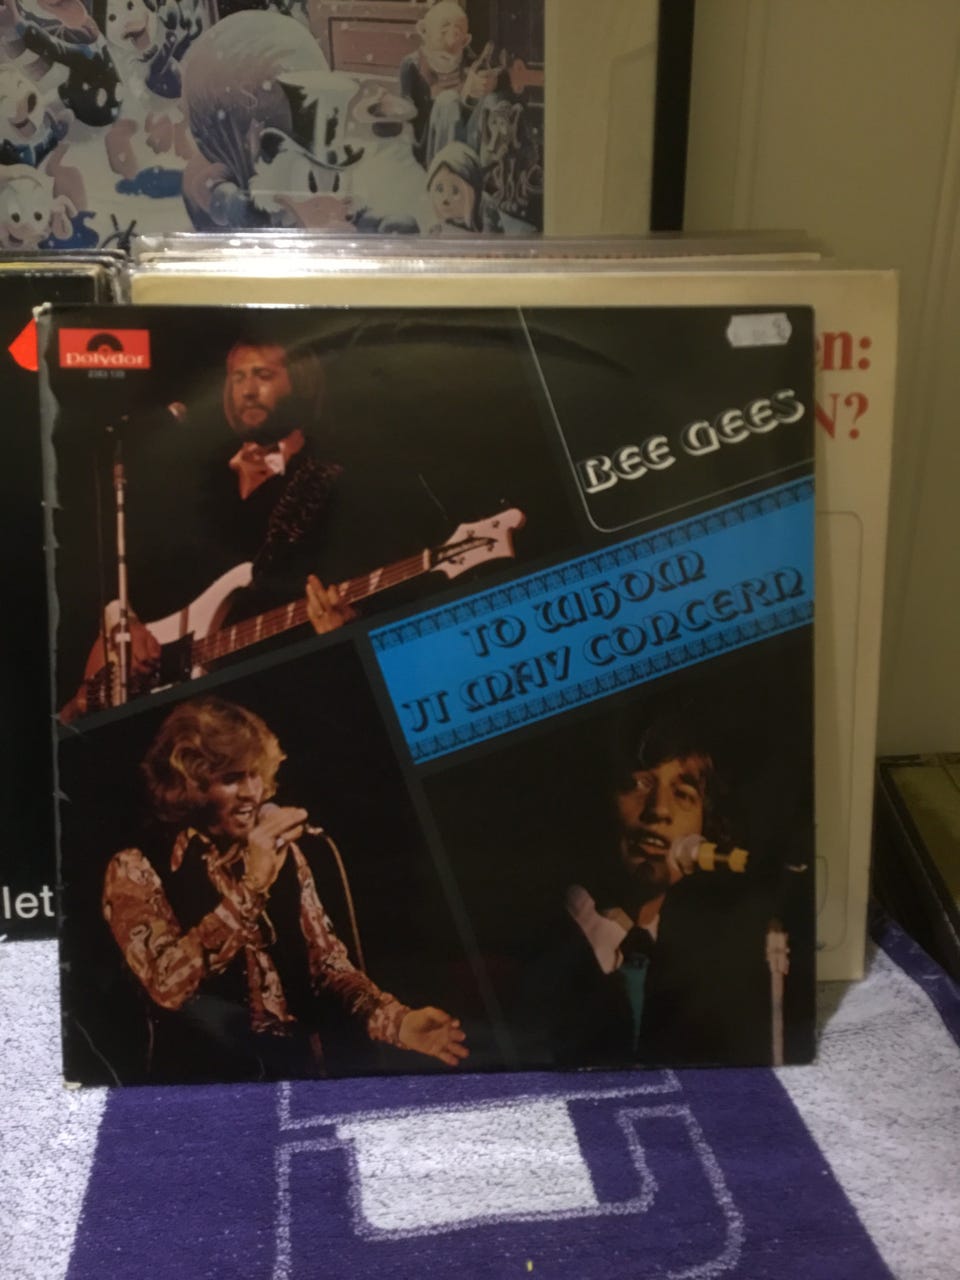 Polydor
BEE GEES
TO WHOM
IT MAY CONCERN
en:
N?
let